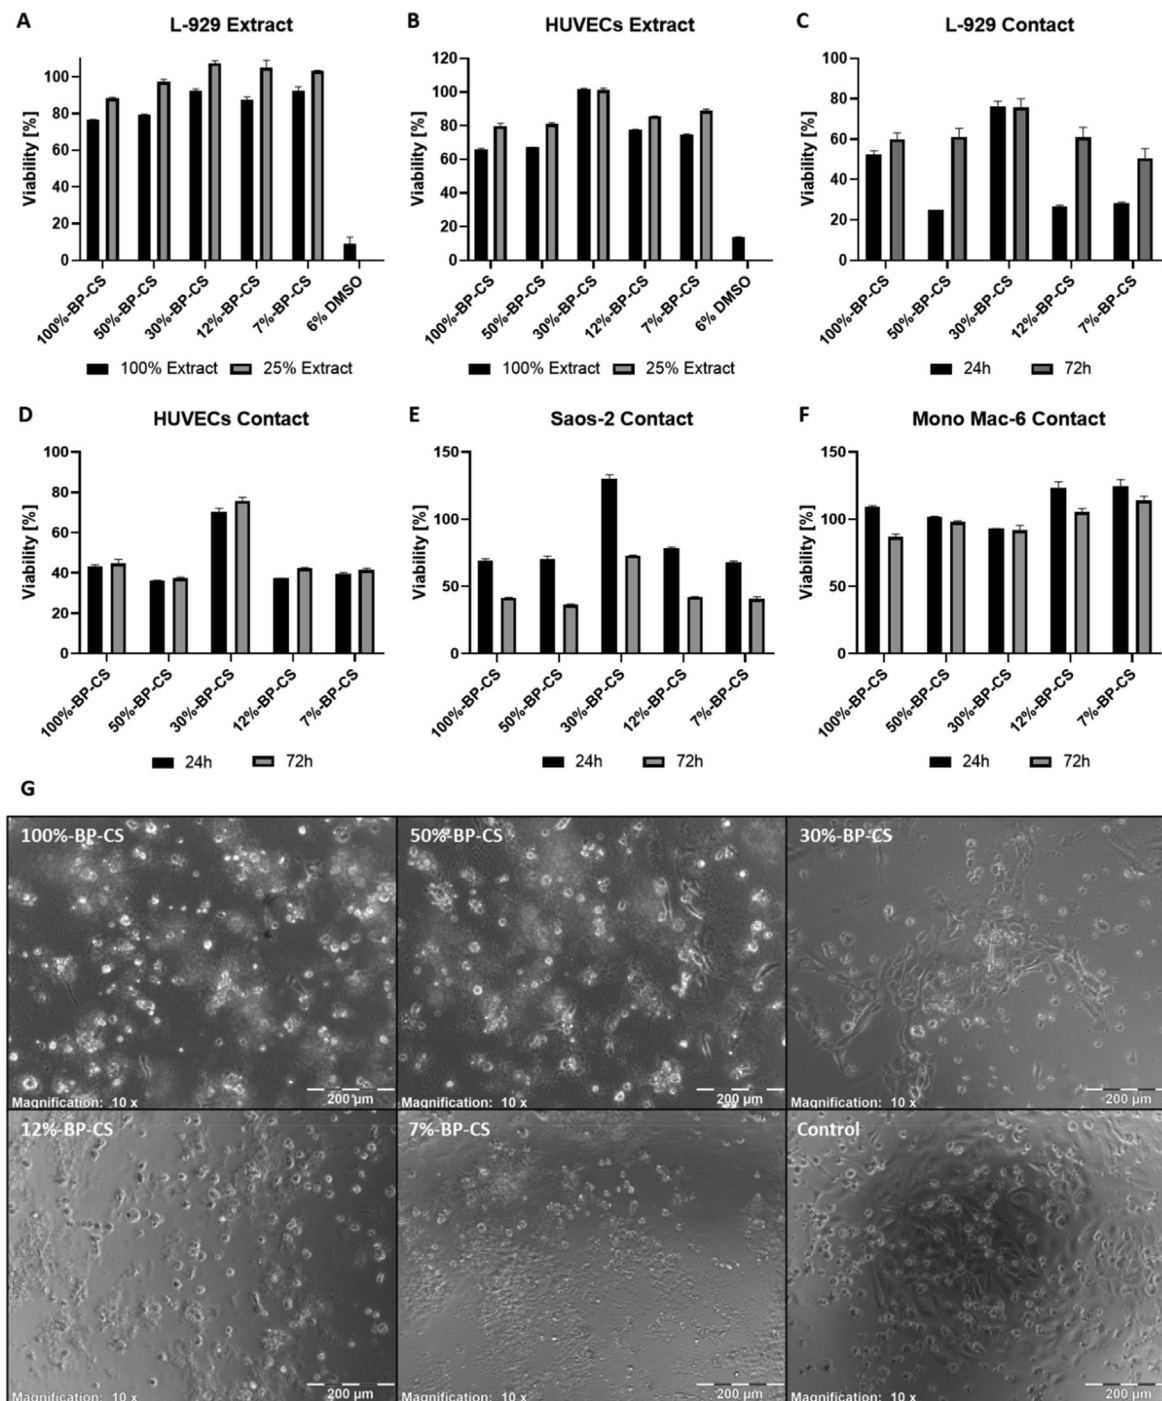 A
L-929 Extract
Viability [%]
100
80
60
40
20
0
100%-BP-CS
50%-BP-CS
30%-BP-CS
12%-BP-CS
7%-BP-CS
6% DMSO
100% Extract
25% Extract
B
HUVECs Extract
Viability [%]
120
100
80
60
40
20
0
100%-BP-CS
50%-BP-CS
30%-BP-CS
12%-BP-CS
7%-BP-CS
6% DMSO
100% Extract
25% Extract
C
L-929 Contact
Viability [%]
100
80
60
40
20
0
100%-BP-CS
50%-BP-CS
30%-BP-CS
12%-BP-CS
7%-BP-CS
24h
72h
D
HUVECs Contact
Viability [%]
100
80
60
40
20
0
100%-BP-CS
50%-BP-CS
30%-BP-CS
12%-BP-CS
7%-BP-CS
24h
72h
E
Saos-2 Contact
Viability [%]
150
100
50
0
100%-BP-CS
50%-BP-CS
30%-BP-CS
12%-BP-CS
7%-BP-CS
24h
72h
F
Mono Mac-6 Contact
Viability [%]
150
100
50
0
100%-BP-CS
50%-BP-CS
30%-BP-CS
12%-BP-CS
7%-BP-CS
24h
72h
G
100%-BP-CS
Magnification: 10 x
200 µm
50%-BP-CS
Magnification: 10 x
200 µm
30%-BP-CS
Magnification: 10 x
200 µm
12%-BP-CS
Magnification: 10 x
200 µm
7%-BP-CS
Magnification: 10 x
200 µm
Control
Magnification: 10 x
200 µm